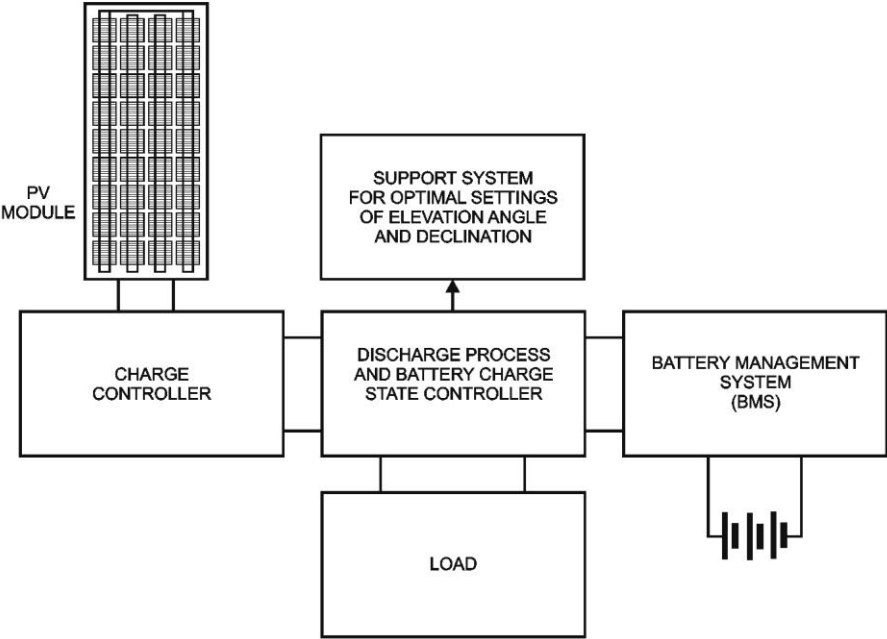 PV
MODULE
SUPPORT SYSTEM
FOR OPTIMAL SETTINGS
OF ELEVATION ANGLE
AND DECLINATION
CHARGE
CONTROLLER
DISCHARGE PROCESS
AND BATTERY CHARGE
STATE CONTROLLER
BATTERY MANAGEMENT
SYSTEM
(BMS)
LOAD